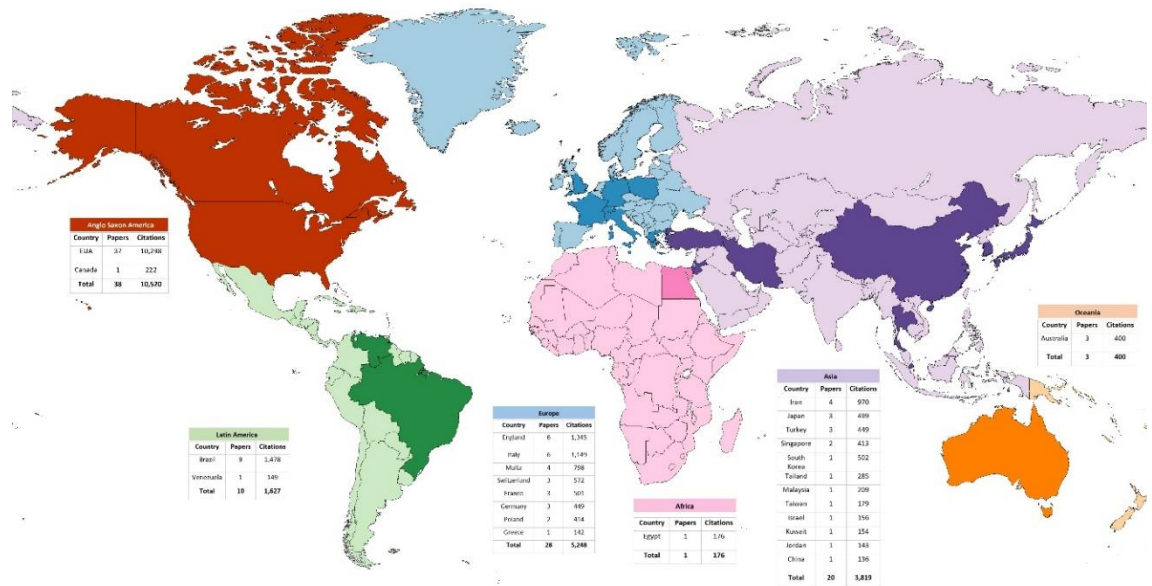 Anglo Saxon America
Country Papers Citations
EUA 37 10,298
Canada 1 222
Total 38 10,520
Latin America
Country Papers Citations
Brazil 9 1,478
Venezuela 1 149
Total 10 1,627
Europe
Country Papers Citations
England 6 1,345
Italy 6 1,149
Malta 4 798
Switzerland 3 572
France 3 501
Germany 3 449
Poland 2 414
Greece 1 142
Total 28 5,248
Africa
Country Papers Citations
Egypt 1 176
Total 1 176
Asia
Country Papers Citations
Iran 4 970
Japan 3 499
Turkey 3 449
Singapore 2 413
South Korea 1 502
Tailand 1 285
Malaysia 1 209
Taiwan 1 179
Israel 1 156
Kuwait 1 154
Jordan 1 143
China 1 136
Total 20 3,819
Oceania
Country Papers Citations
Australia 3 400
Total 3 400